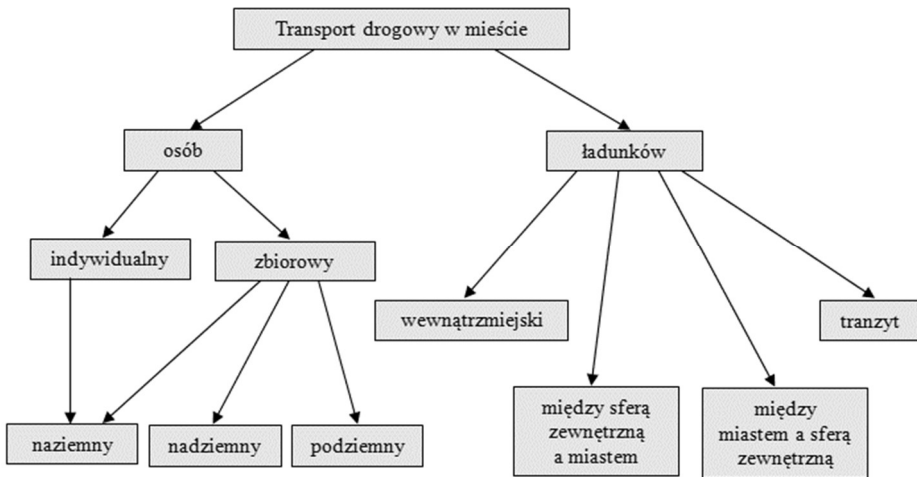 Transport drogowy w mieście
osób
ładunków
indywidualny
zbiorowy
wewnątrzmiejski
tranzyt
naziemny
nadziemny
podziemny
między sferą
zewnętrzną
a miastem
między
miastem a sferą
zewnętrzną